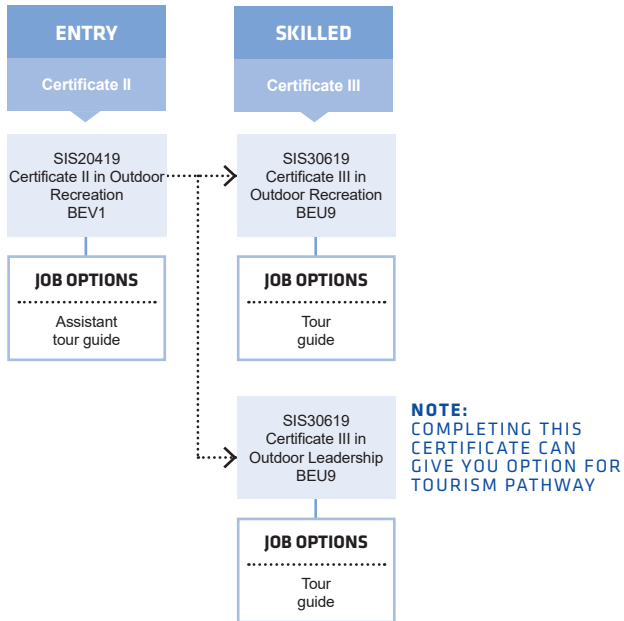 ENTRY
Certificate II
SIS20419
Certificate II in Outdoor
Recreation
BEV1
JOB OPTIONS
Assistant
tour guide
SKILLED
Certificate III
SIS30619
Certificate III in
Outdoor Recreation
BEU9
JOB OPTIONS
Tour
guide
SIS30619
Certificate III in
Outdoor Leadership
BEU9
JOB OPTIONS
Tour
guide
NOTE:
COMPLETING THIS
CERTIFICATE CAN
GIVE YOU OPTION FOR
TOURISM PATHWAY